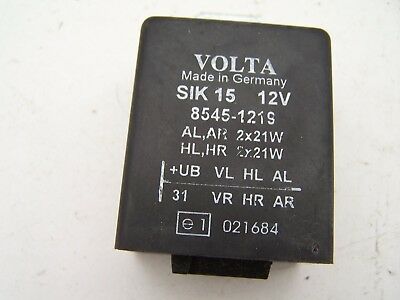 VOLTA
Made in Germany
SIK 15 12V
8545-1219
AL,AR 2x21W
HL,HR 2x21W
+UB VL HL AL
31 VR HR AR
e1 021684